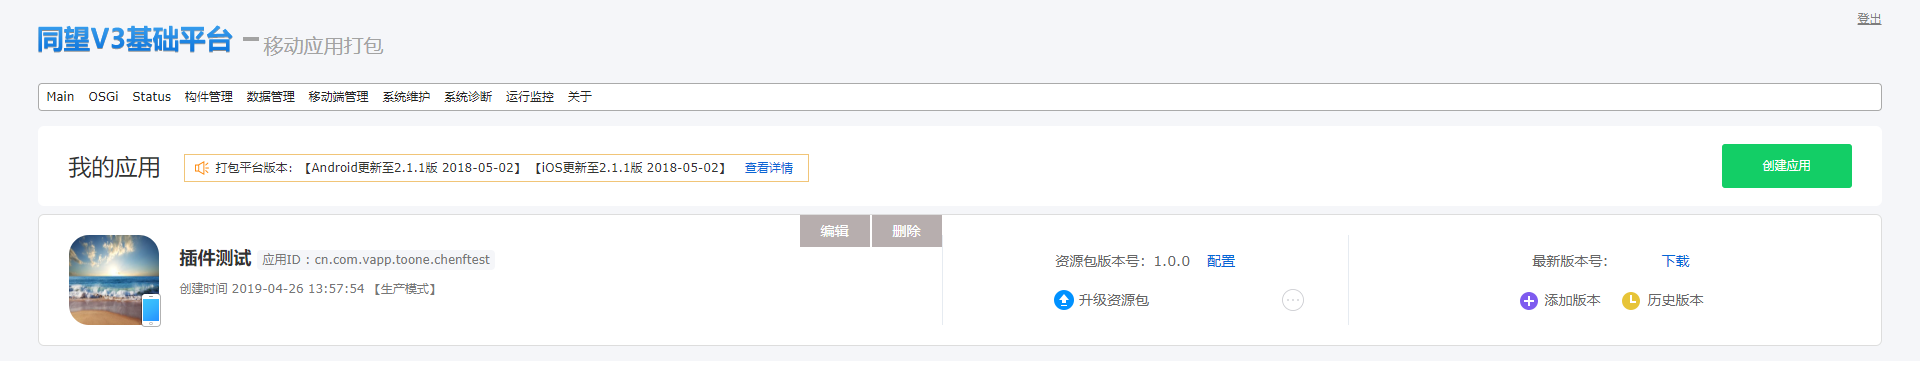 登出
同望V3基础平台 - 移动应用打包
Main OSGi Status 构件管理 数据管理 移动端管理 系统维护 系统诊断 运行监控 关于
我的应用 打包平台版本：【Android更新至2.1.1版 2018-05-02】【iOS更新至2.1.1版 2018-05-02】 查看详情 创建应用
编辑 删除
插件测试 应用ID : cn.com.vapp.toone.chenftest
创建时间 2019-04-26 13:57:54 【生产模式】
资源包版本号：1.0.0 配置
升级资源包
最新版本号： 下载
添加版本 历史版本